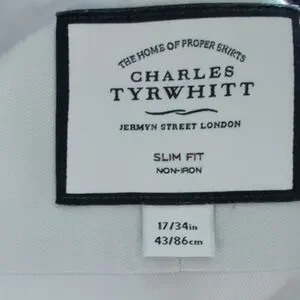 THE HOME OF PROPER SHIRTS
CHARLES
TYRWHITT
JERMYN STREET LONDON
SLIM FIT
NON-IRON
17/34in
43/86cm